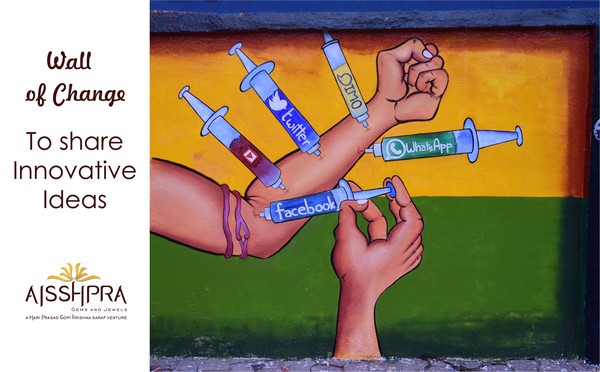 Wall
of Change
To share
Innovative
Ideas
AISSHPRA
GEMS AND JEWELS
A HARI PRASAD GOPI KRISHNA SARAF VENTURE
IMO
twitter
WhatsApp
facebook